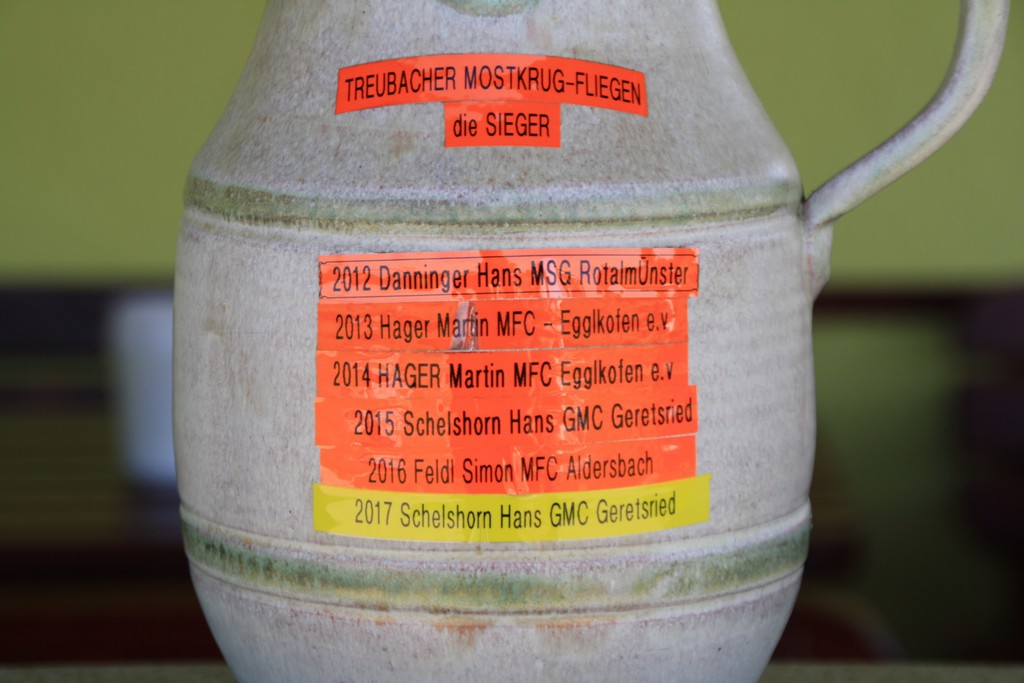 TREUBACHER MOSTKRUG-FLIEGEN
die SIEGER
2012 Danninger Hans MSG RotalmÜnster
2013 Hager Martin MFC - Egglkofen e.v
2014 HAGER Martin MFC Egglkofen e.v
2015 Schelshorn Hans GMC Geretsried
2016 Feldl Simon MFC Aldersbach
2017 Schelshorn Hans GMC Geretsried